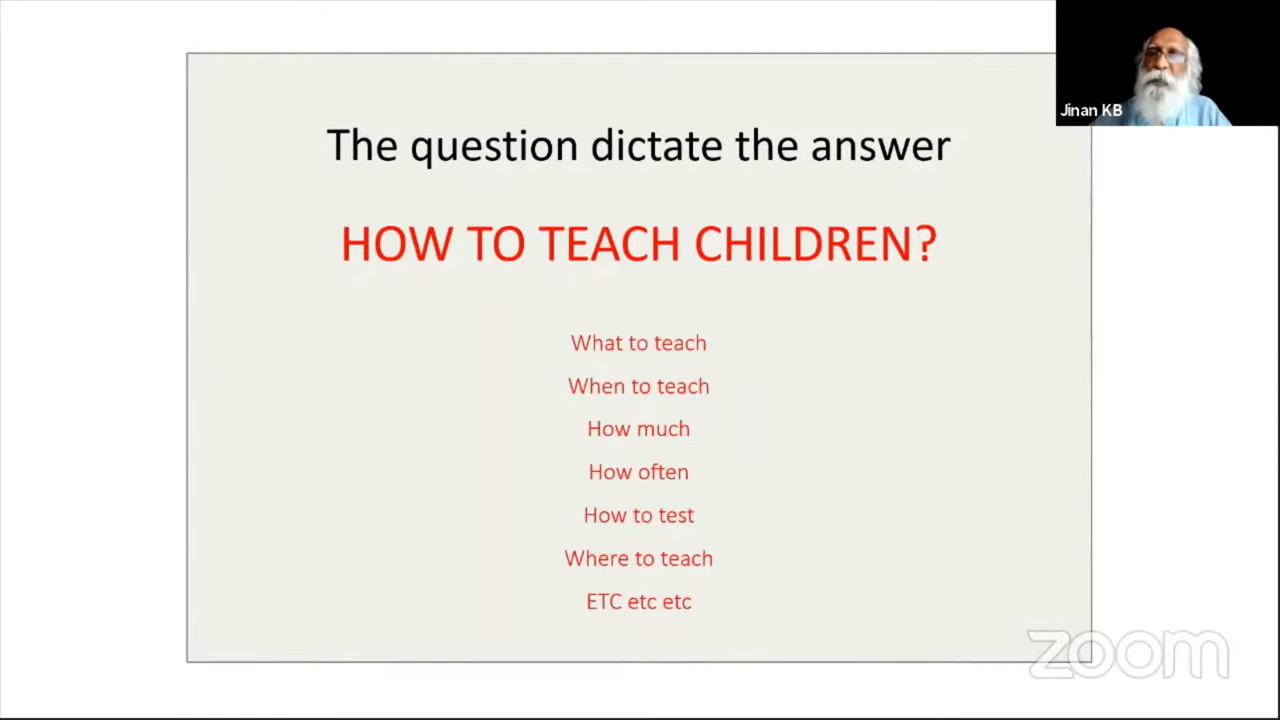 Jinan KB
The question dictate the answer
HOW TO TEACH CHILDREN?
What to teach
When to teach
How much
How often
How to test
Where to teach
ETC etc etc
zoom